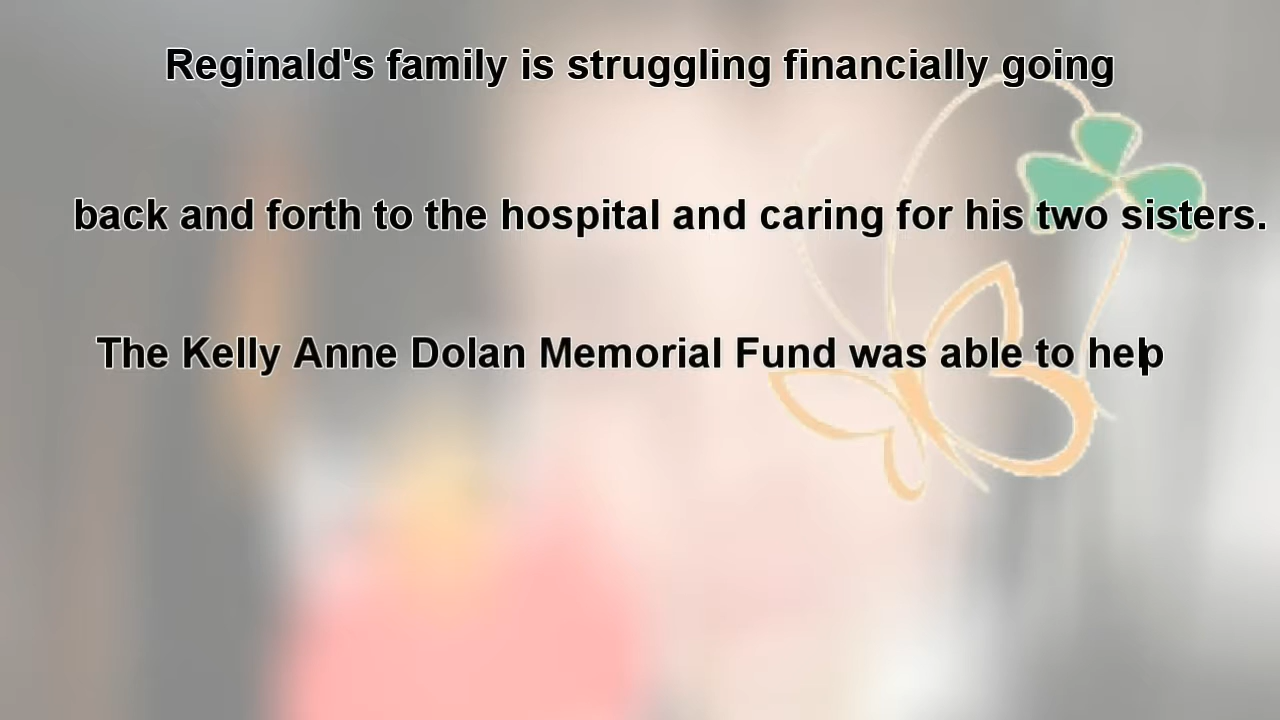 Reginald's family is struggling financially going
back and forth to the hospital and caring for his two sisters.
The Kelly Anne Dolan Memorial Fund was able to help